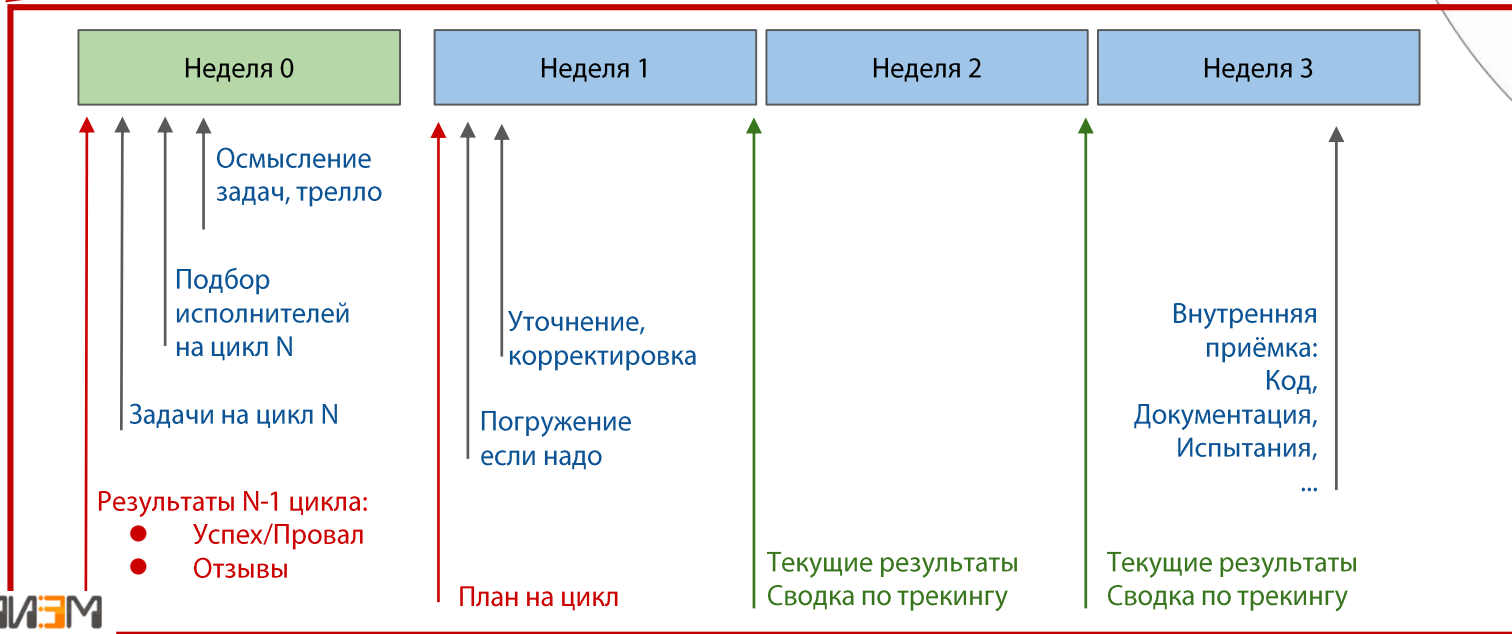 Неделя 0
Неделя 1
Неделя 2
Неделя 3
Осмысление
задач, трелло
Подбор
исполнителей
на цикл N
Задачи на цикл N
Результаты N-1 цикла:
● Успех/Провал
● Отзывы
Уточнение,
корректировка
Погружение
если надо
План на цикл
Текущие результаты
Сводка по трекингу
Внутренняя
приёмка:
Код,
Документация,
Испытания,
...
Текущие результаты
Сводка по трекингу